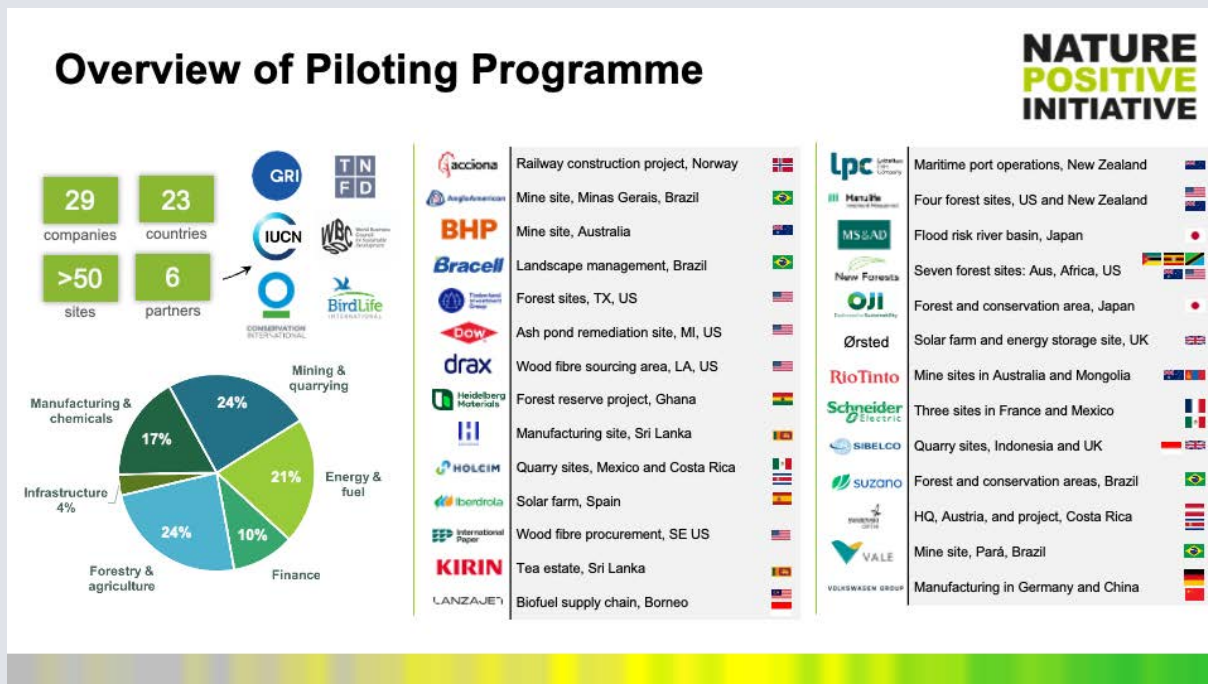 Overview of Piloting Programme
NATURE
POSITIVE
INITIATIVE
29
companies
23
countries
>50
sites
6
partners
GRI
TN
FD
IUCN
WBC
CONSERVATION
INTERNATIONAL
BirdLife
INTERNATIONAL
Mining &
quarrying
24%
Energy &
fuel
21%
Finance
10%
Forestry &
agriculture
24%
Infrastructure
4%
Manufacturing &
chemicals
17%
acciona Railway construction project, Norway
AngloAmerican Mine site, Minas Gerais, Brazil
BHP Mine site, Australia
Bracell Landscape management, Brazil
Timberland Investment Group Forest sites, TX, US
DOW Ash pond remediation site, MI, US
drax Wood fibre sourcing area, LA, US
Heidelberg Materials Forest reserve project, Ghana
Manufacturing site, Sri Lanka
HOLCIM Quarry sites, Mexico and Costa Rica
Iberdrola Solar farm, Spain
International Paper Wood fibre procurement, SE US
KIRIN Tea estate, Sri Lanka
LANZAJET Biofuel supply chain, Borneo
LPC Maritime port operations, New Zealand
Manulife Four forest sites, US and New Zealand
MS&AD Flood risk river basin, Japan
New Forests Seven forest sites: Aus, Africa, US
OJI Forest and conservation area, Japan
Ørsted Solar farm and energy storage site, UK
RioTinto Mine sites in Australia and Mongolia
Schneider Electric Three sites in France and Mexico
SIBELCO Quarry sites, Indonesia and UK
suzano Forest and conservation areas, Brazil
HQ, Austria, and project, Costa Rica
VALE Mine site, Pará, Brazil
VOLKSWAGEN GROUP Manufacturing in Germany and China